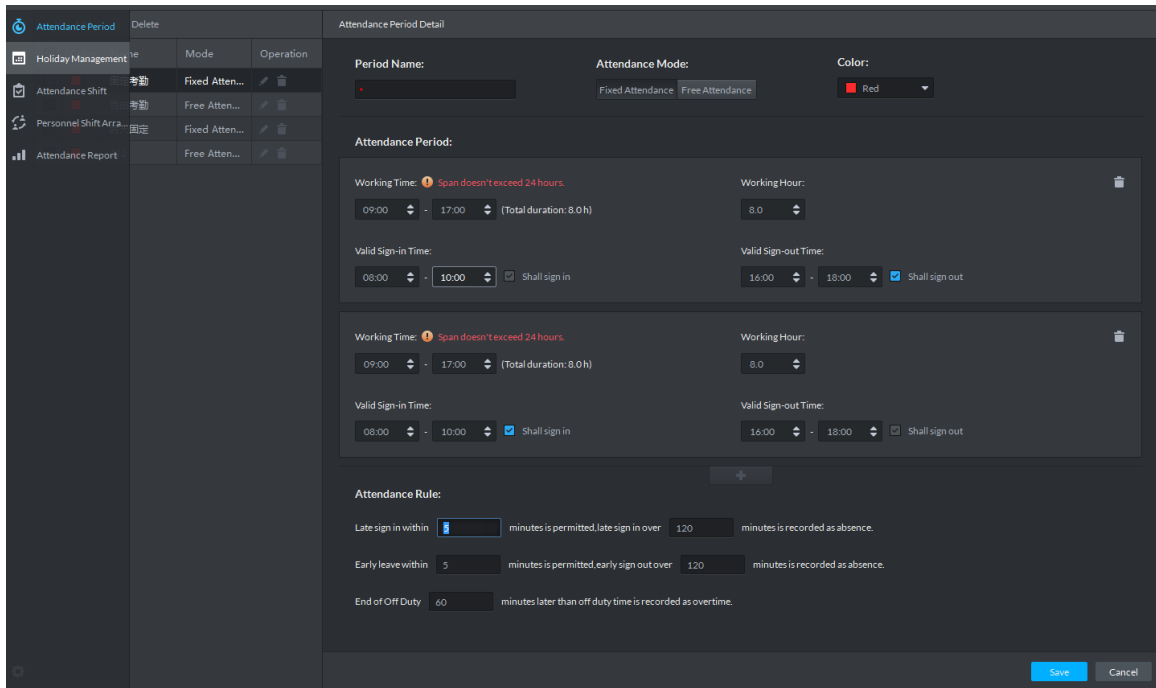 Attendance Period
Delete
Attendance Period Detail
Holiday Management
Attendance Shift
Personnel Shift Arra...
Attendance Report
Mode
Operation
考勤
Fixed Atten...
考勤
Free Atten...
固定
Fixed Atten...
Free Atten...
Period Name:
Attendance Mode:
Color:
*
Fixed Attendance
Free Attendance
Red
Attendance Period:
Working Time:
Span doesn't exceed 24 hours.
Working Hour:
09:00 - 17:00 (Total duration: 8.0 h)
8.0
Valid Sign-in Time:
Valid Sign-out Time:
08:00 - 10:00 Shall sign in
16:00 - 18:00 Shall sign out
Working Time:
Span doesn't exceed 24 hours.
Working Hour:
09:00 - 17:00 (Total duration: 8.0 h)
8.0
Valid Sign-in Time:
Valid Sign-out Time:
08:00 - 10:00 Shall sign in
16:00 - 18:00 Shall sign out
+
Attendance Rule:
Late sign in within 5 minutes is permitted,late sign in over 120 minutes is recorded as absence.
Early leave within 5 minutes is permitted,early sign out over 120 minutes is recorded as absence.
End of Off Duty 60 minutes later than off duty time is recorded as overtime.
Save
Cancel